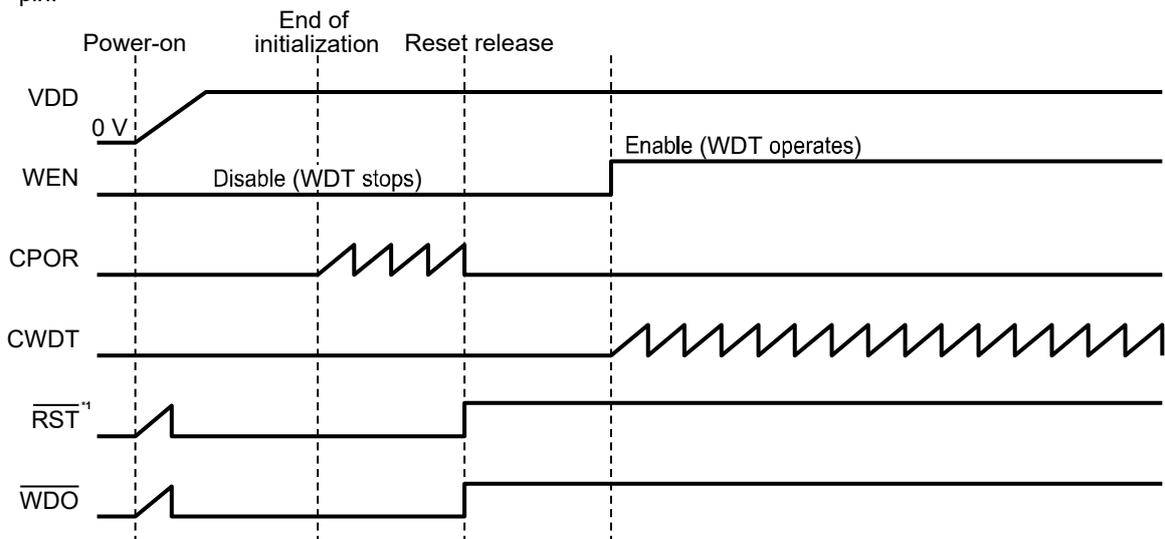 pin.
End of
Power-on initialization Reset release
VDD
0 V
Enable (WDT operates)
WEN
Disable (WDT stops)
CPOR
CWDT
RST*1
WDO